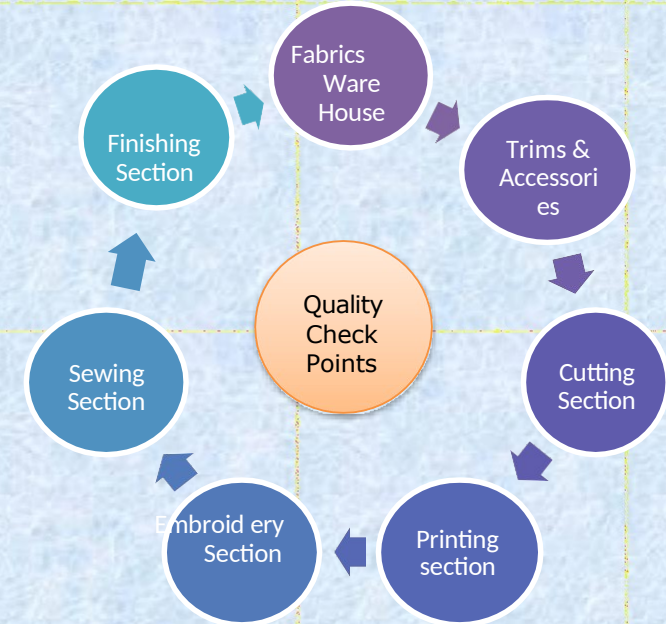 Fabrics
Ware
House
Trims &
Accessori
es
Cutting
Section
Printing
section
Embroid ery
Section
Sewing
Section
Finishing
Section
Quality
Check
Points